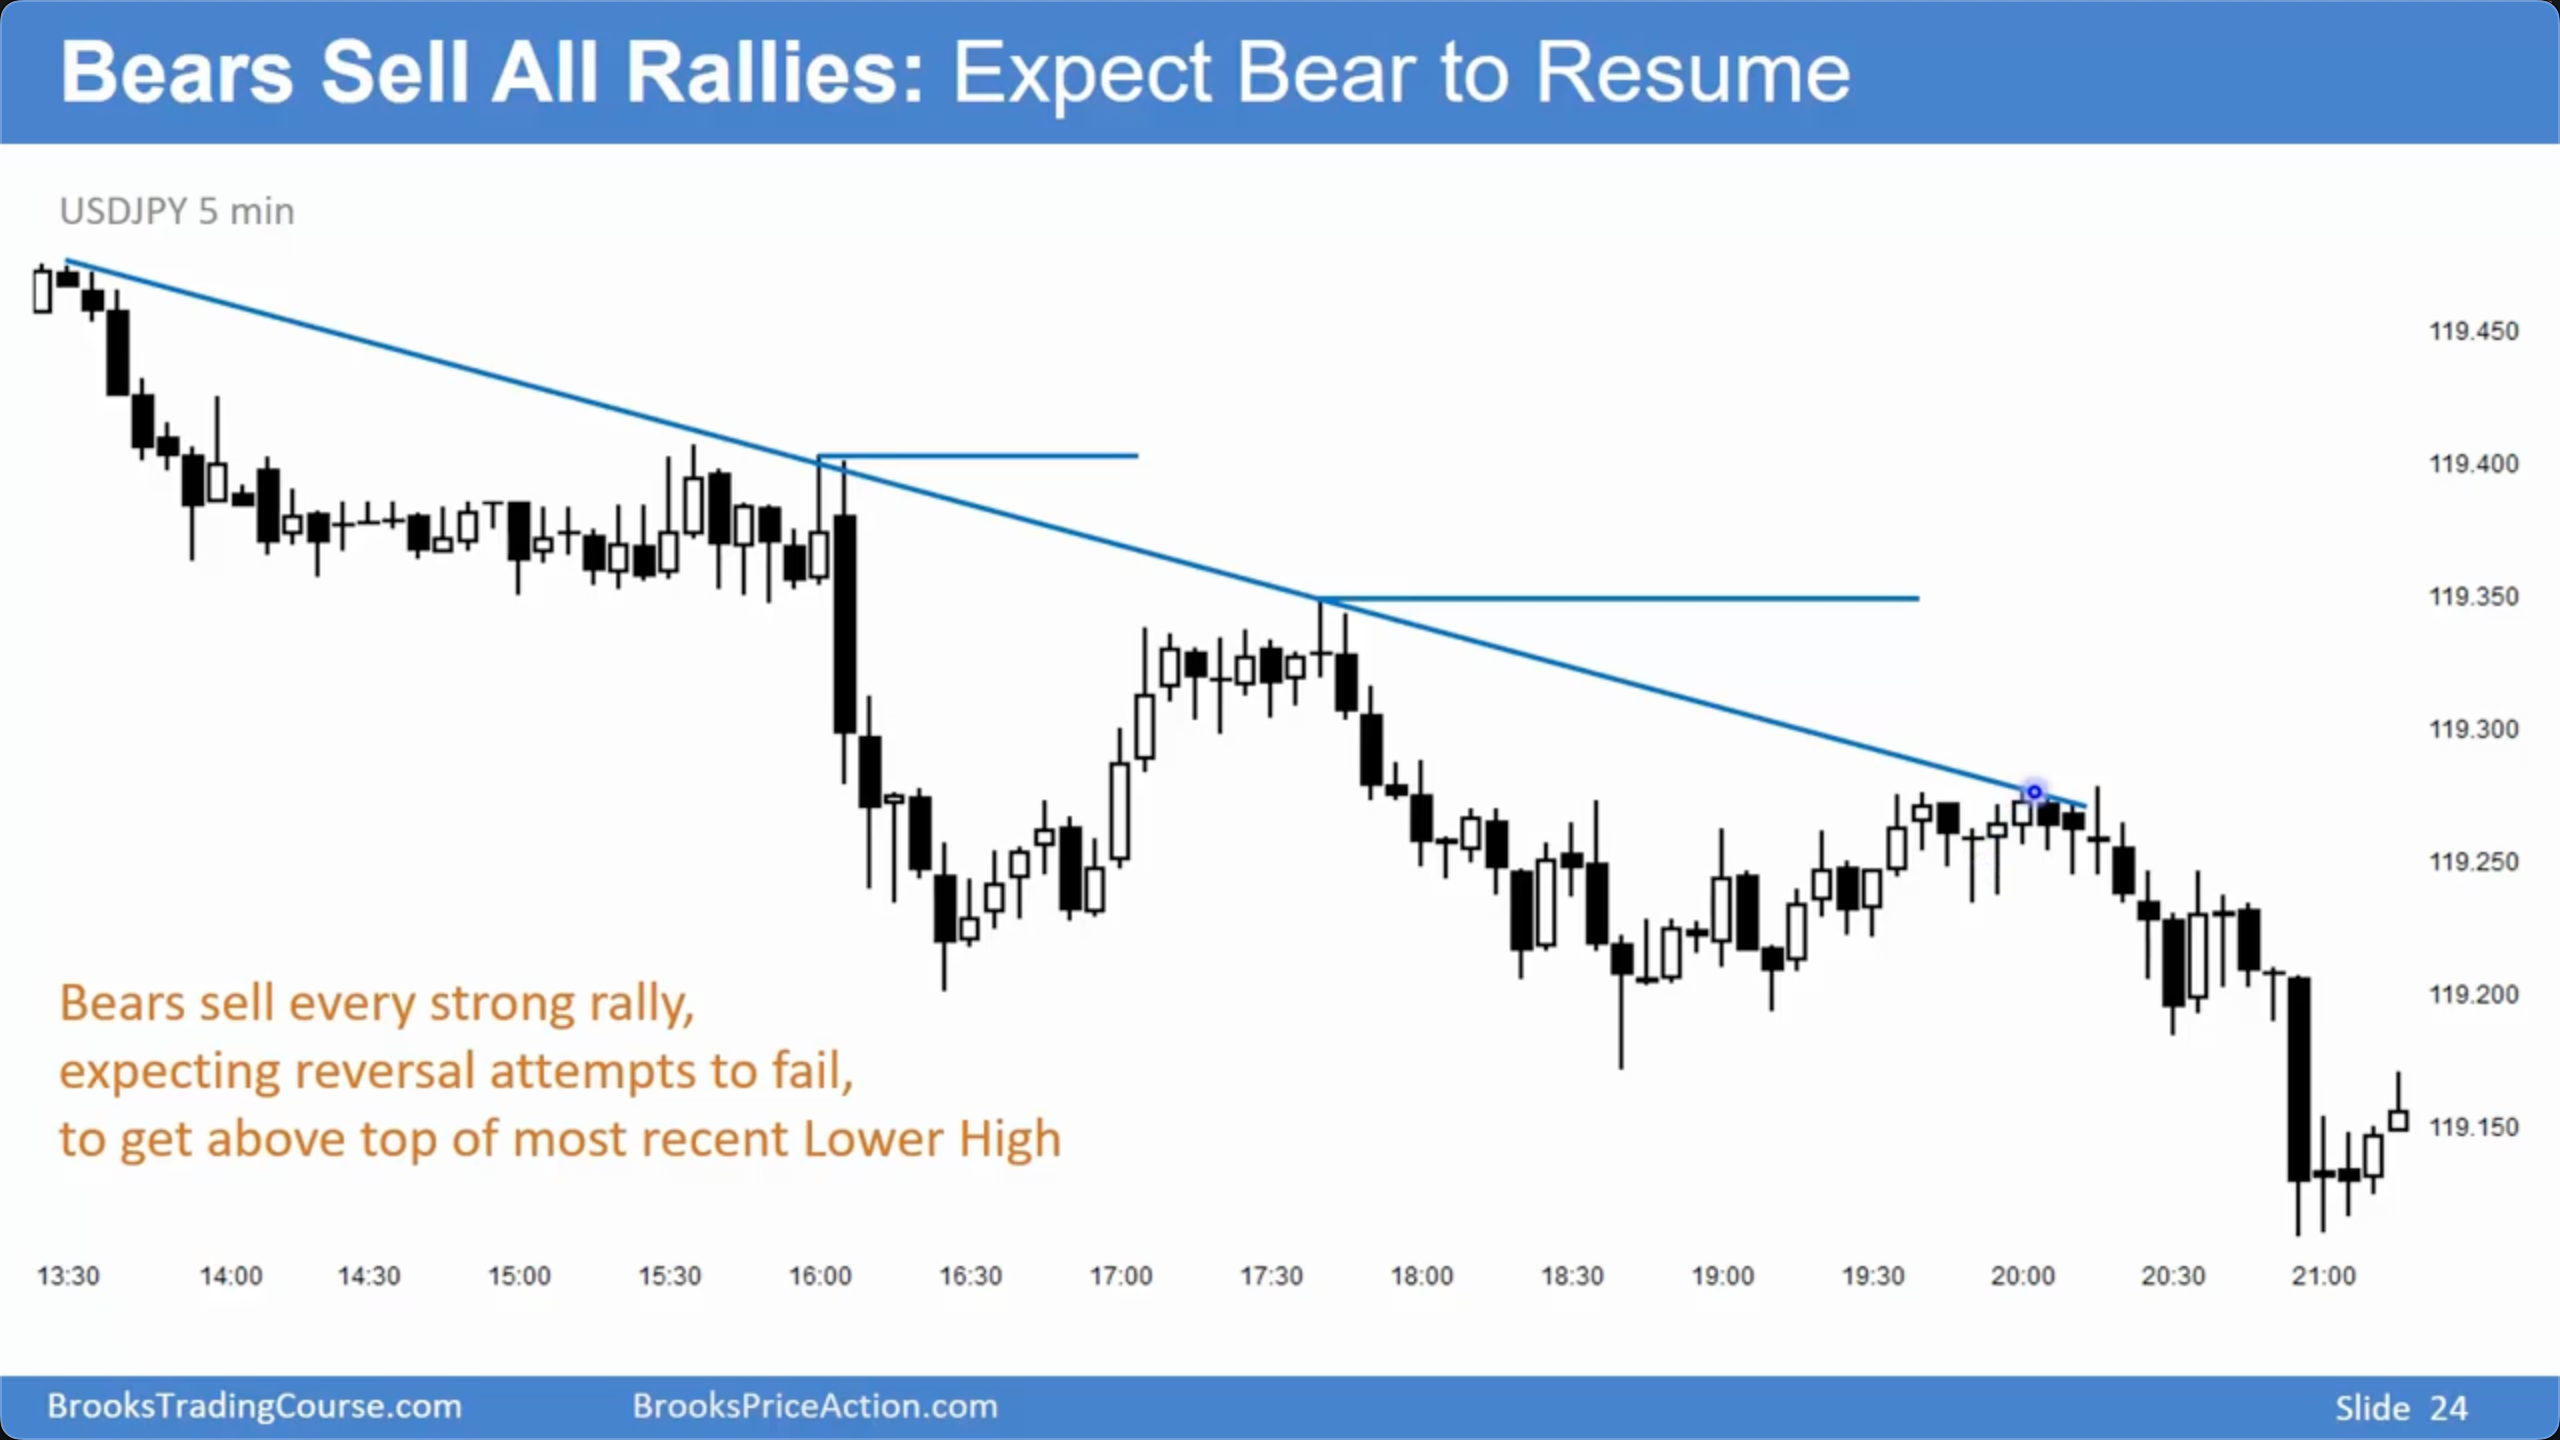 Bears Sell All Rallies: Expect Bear to Resume
USDJPY 5 min
119.450
119.400
119.350
119.300
119.250
119.200
119.150
Bears sell every strong rally,
expecting reversal attempts to fail,
to get above top of most recent Lower High
13:30 14:00 14:30 15:00 15:30 16:00 16:30 17:00 17:30 18:00 18:30 19:00 19:30 20:00 20:30 21:00
BrooksTradingCourse.com BrooksPriceAction.com Slide 24